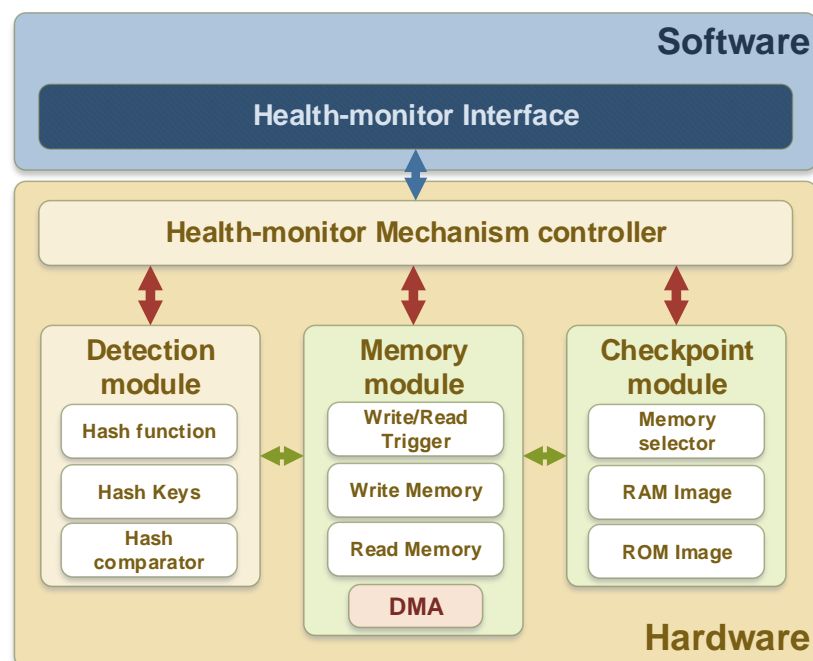 Software
Health-monitor Interface
Health-monitor Mechanism controller
Detection
module
Hash function
Hash Keys
Hash
comparator
Memory
module
Write/Read
Trigger
Write Memory
Read Memory
DMA
Checkpoint
module
Memory
selector
RAM Image
ROM Image
Hardware